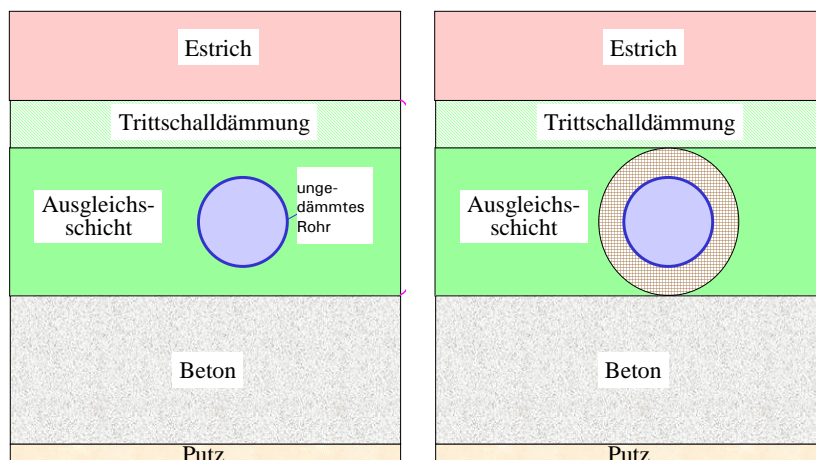 Estrich
Trittschalldämmung
Ausgleichs-
schicht
unge-
dämmtes
Rohr
Beton
Putz
Estrich
Trittschalldämmung
Ausgleichs-
schicht
Beton
Putz